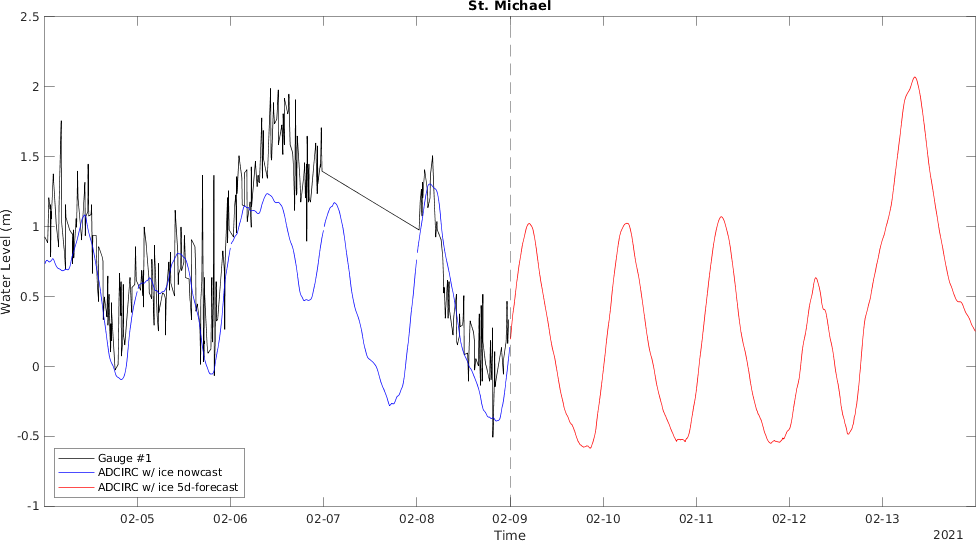 St. Michael
2.5
2
1.5
1
0.5
0
-0.5
-1
Water Level (m)
Gauge #1
ADCIRC w/ ice nowcast
ADCIRC w/ ice 5d-forecast
02-05 02-06 02-07 02-08 02-09 02-10 02-11 02-12 02-13
Time
2021